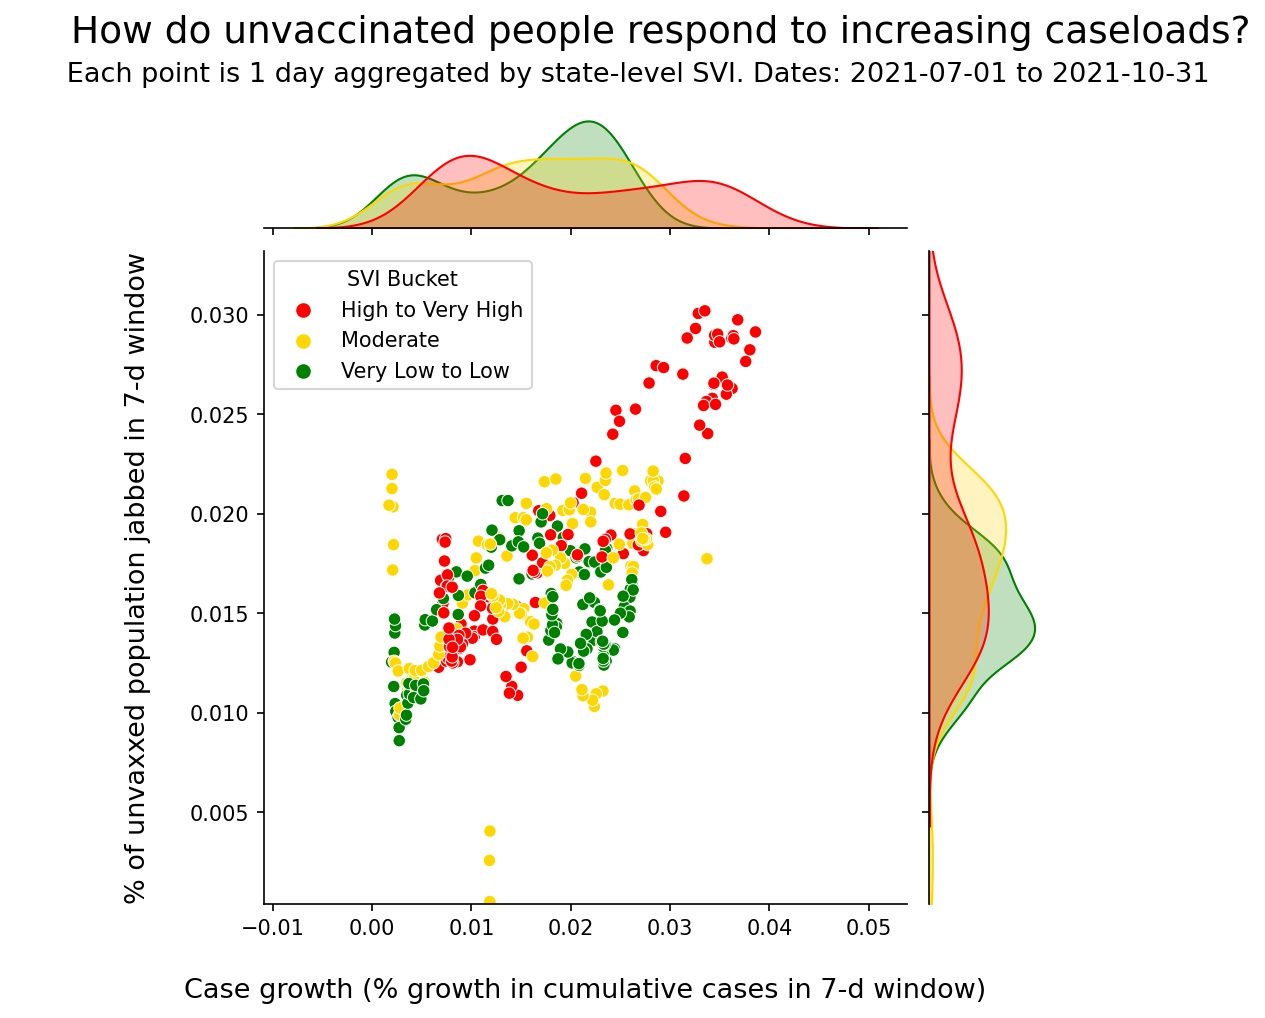 How do unvaccinated people respond to increasing caseloads?
Each point is 1 day aggregated by state-level SVI. Dates: 2021-07-01 to 2021-10-31
% of unvaxxed population jabbed in 7-d window
SVI Bucket
High to Very High
Moderate
Very Low to Low
0.030
0.025
0.020
0.015
0.010
0.005
−0.01 0.00 0.01 0.02 0.03 0.04 0.05
Case growth (% growth in cumulative cases in 7-d window)